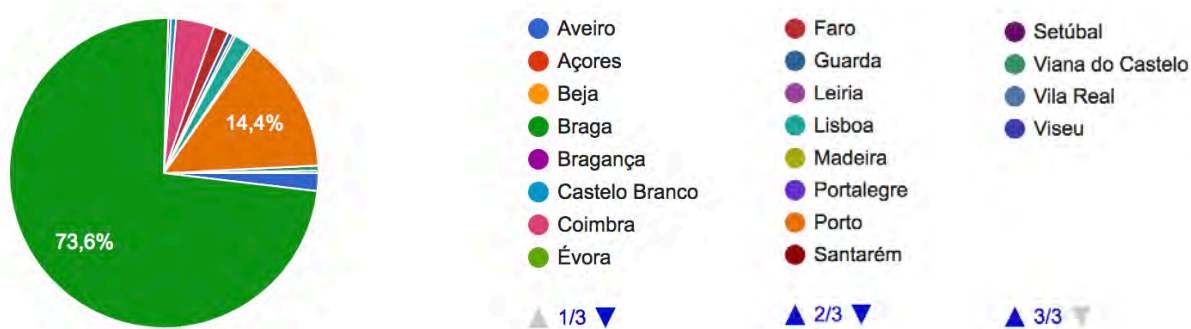 14,4%
73,6%
Aveiro
Açores
Beja
Braga
Bragança
Castelo Branco
Coimbra
Évora
1/3
Faro
Guarda
Leiria
Lisboa
Madeira
Portalegre
Porto
Santarém
2/3
Setúbal
Viana do Castelo
Vila Real
Viseu
3/3